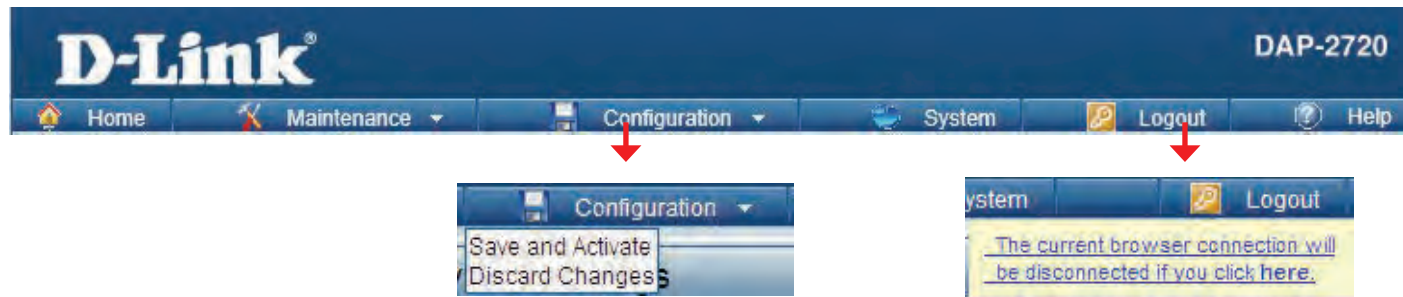 D-Link®
DAP-2720
Home Maintenance Configuration System Logout Help
Configuration
Save and Activate
Discard Changes
ystem Logout
The current browser connection will
be disconnected if you click here.